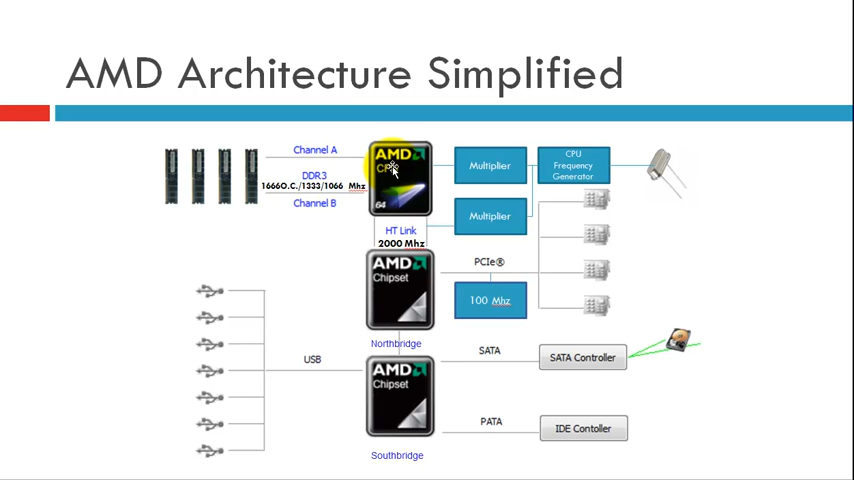 AMD Architecture Simplified
Channel A
DDR3
1666O.C./1333/1066 Mhz
Channel B
AMD
CPU
64
Multiplier
CPU
Frequency
Generator
Multiplier
HT Link
2000 Mhz
AMD
Chipset
Northbridge
PCIe®
100 Mhz
USB
AMD
Chipset
Southbridge
SATA
SATA Controller
PATA
IDE Contoller